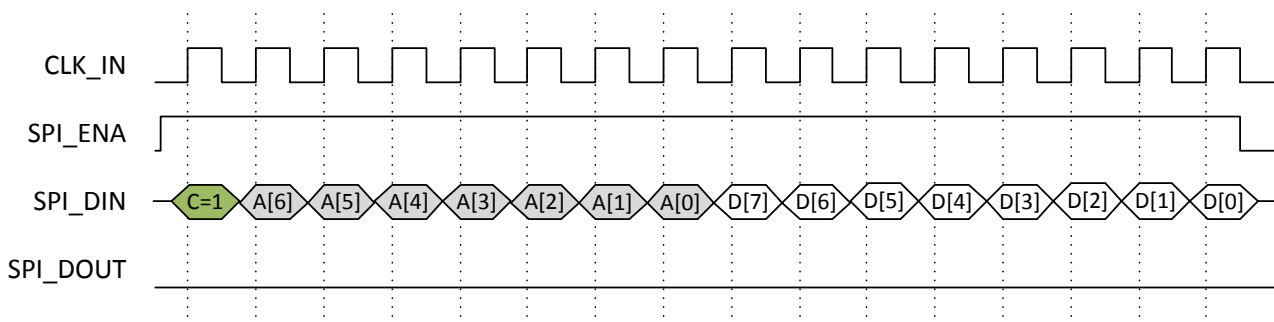 CLK_IN
SPI_ENA
SPI_DIN C=1 A[6] A[5] A[4] A[3] A[2] A[1] A[0] D[7] D[6] D[5] D[4] D[3] D[2] D[1] D[0]
SPI_DOUT